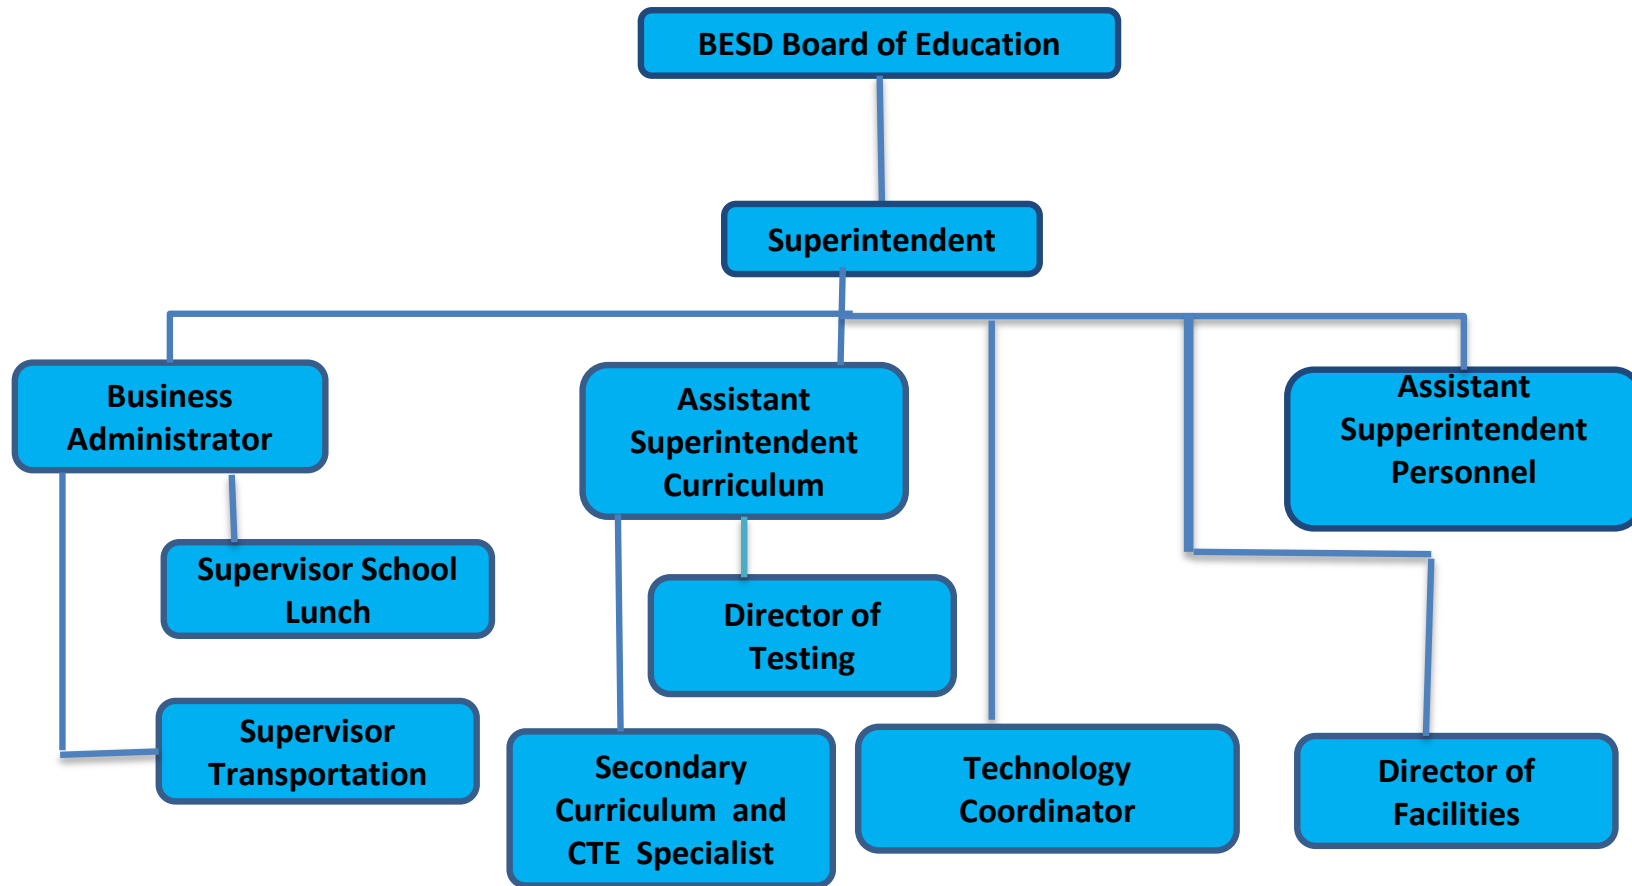 BESD Board of Education
Superintendent
Business
Administrator
Assistant
Superintendent
Curriculum
Assistant
Supperintendent
Personnel
Supervisor School
Lunch
Director of
Testing
Supervisor
Transportation
Secondary
Curriculum and
CTE Specialist
Technology
Coordinator
Director of
Facilities